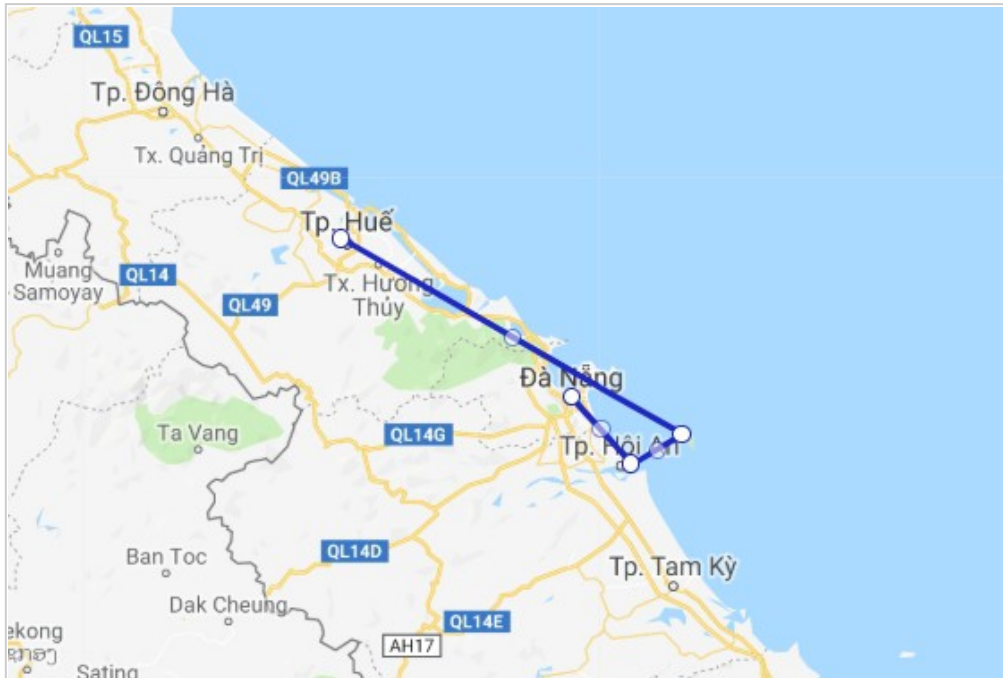 QL15
Tp. Đông Hà
Tx. Quảng Trị
QL49B
Tp. Huế
Muang
Samoyay
QL14
Tx. Hương
Thủy
QL49
Đà Nẵng
Ta Vang
QL14G
Tp. Hội An
QL14D
Ban Toc
Tp. Tam Kỳ
Dak Cheung
QL14E
ekong
AH17
Sating